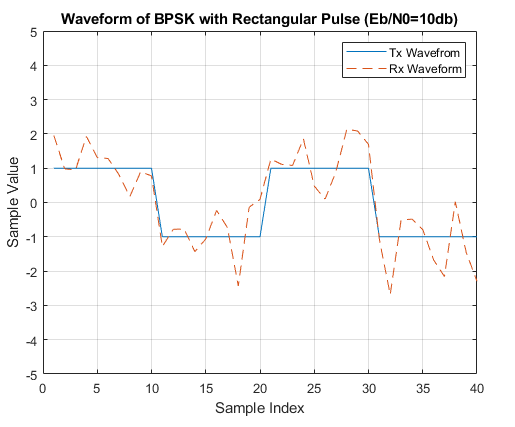 Waveform of BPSK with Rectangular Pulse (Eb/N0=10db)
Tx Wavefrom
Rx Waveform
Sample Value
5
4
3
2
1
0
-1
-2
-3
-4
-5
0 5 10 15 20 25 30 35 40
Sample Index